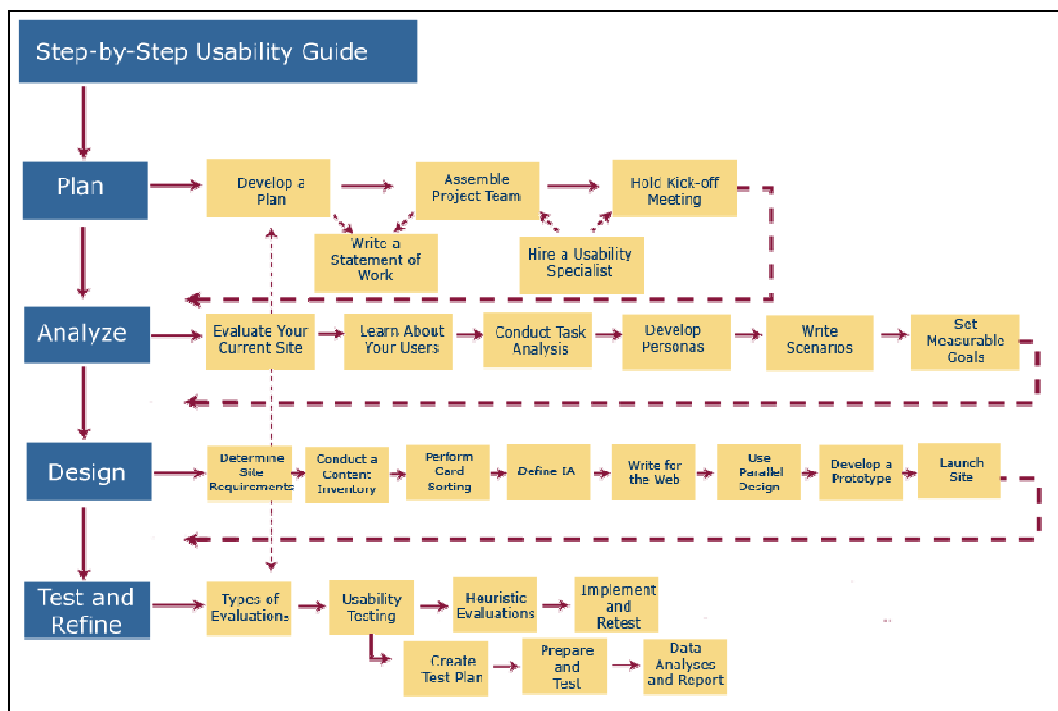 Step-by-Step Usability Guide
Plan
Develop a
Plan
Assemble
Project Team
Hold Kick-off
Meeting
Write a
Statement of
Work
Hire a Usability
Specialist
Analyze
Evaluate Your
Current Site
Learn About
Your Users
Conduct Task
Analysis
Develop
Personas
Write
Scenarios
Set
Measurable
Goals
Design
Determine
Site
Requirements
Conduct a
Content
Inventory
Perform
Card
Sorting
Define IA
Write for
the Web
Use
Parallel
Design
Develop a
Prototype
Launch
Site
Test and
Refine
Types of
Evaluations
Usability
Testing
Heuristic
Evaluations
Implement
and
Retest
Create
Test Plan
Prepare
and
Test
Data
Analyses
and Report